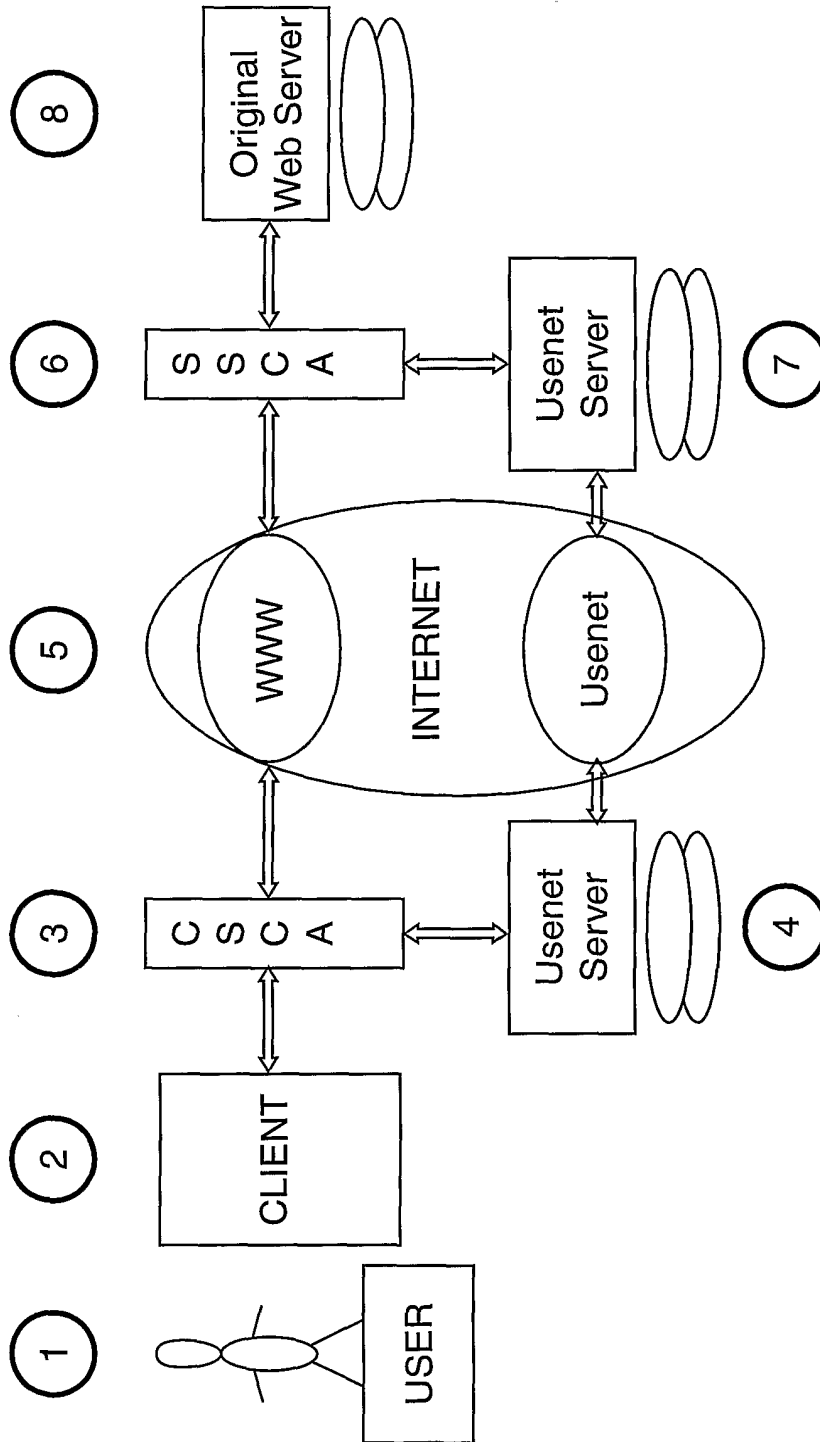 1
2
3
5
6
8
USER
CLIENT
C
S
C
A
WWW
INTERNET
S
S
C
A
Original
Web Server
Usenet
Server
Usenet
Usenet
Server
4
7